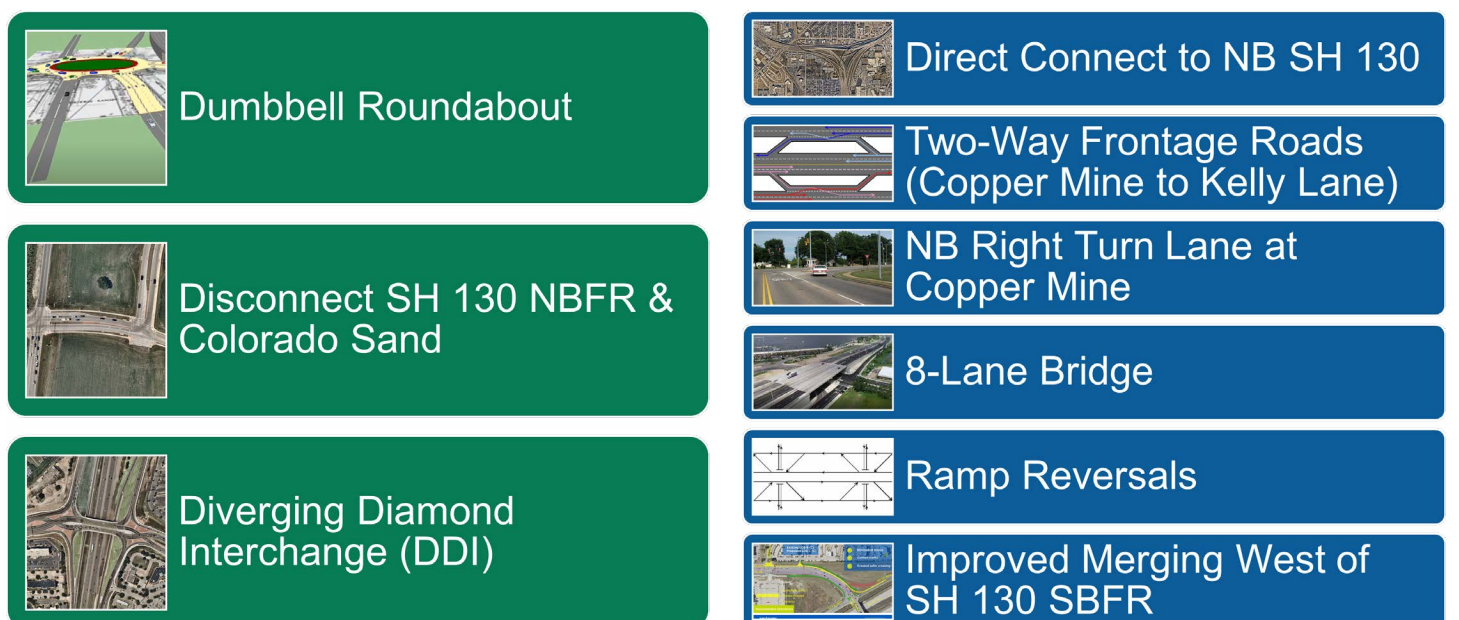 Dumbbell Roundabout
Disconnect SH 130 NBFR &
Colorado Sand
Diverging Diamond
Interchange (DDI)
Direct Connect to NB SH 130
Two-Way Frontage Roads
(Copper Mine to Kelly Lane)
NB Right Turn Lane at
Copper Mine
8-Lane Bridge
Ramp Reversals
Improved Merging West of
SH 130 SBFR